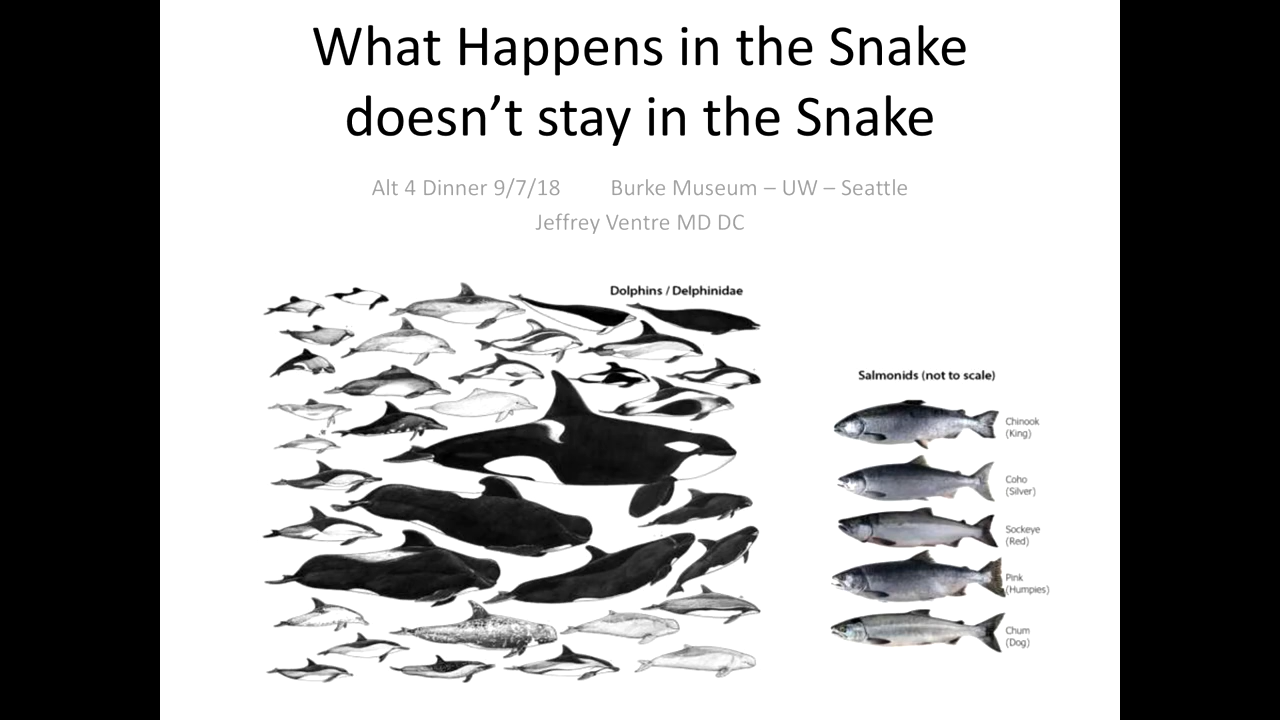 What Happens in the Snake
doesn’t stay in the Snake
Alt 4 Dinner 9/7/18 Burke Museum – UW – Seattle
Jeffrey Ventre MD DC
Dolphins / Delphinidae
Salmonids (not to scale)
Chinook
(King)
Coho
(Silver)
Sockeye
(Red)
Pink
(Humpies)
Chum
(Dog)